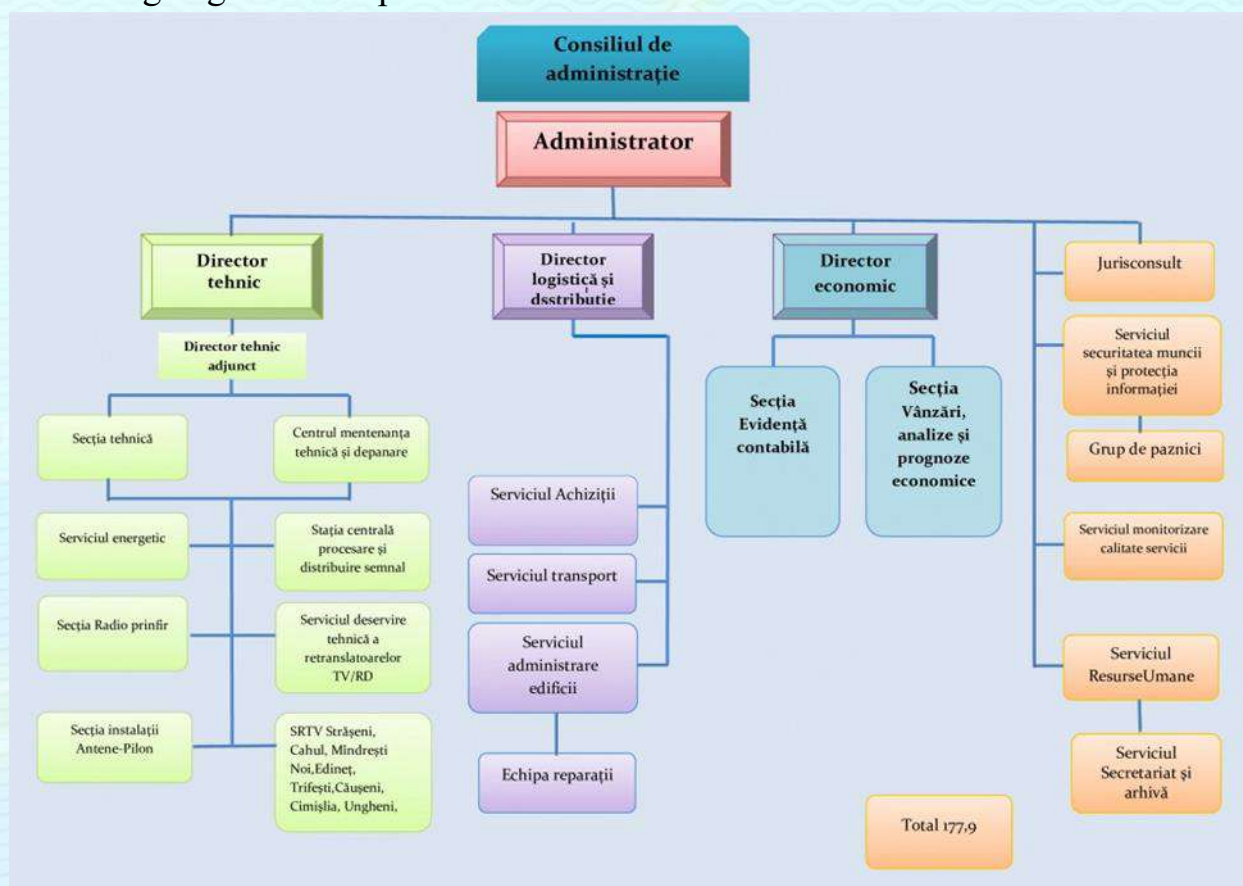 Consiliul de
administrație
Administrator
Director
tehnic
Director
logistică și
dsstributie
Director
economic
Jurisconsult
Director tehnic
adjunct
Serviciul
securitatea muncii
și protecția
informației
Secția
Evidență
contabilă
Secția
Vânzări,
analize și
prognoze
economice
Secția tehnică
Centrul mentenanța
tehnică și depanare
Grup de paznici
Serviciul Achiziții
Serviciul energetic
Stația centrală
procesare și
distribuire semnal
Serviciul monitorizare
calitate servicii
Serviciul transport
Secția Radio prinfir
Serviciul deservire
tehnică a
retranslatoarelor
TV/RD
Serviciul
administrare
edificii
Serviciul
ResurseUmane
Secția instalații
Antene-Pilon
SRTV Strășeni,
Cahul, Mîndrești
Noi,Edineț,
Trifești,Căușeni,
Cimișlia, Ungheni,
Echipa reparații
Serviciul
Secretariat și
arhivă
Total 177,9